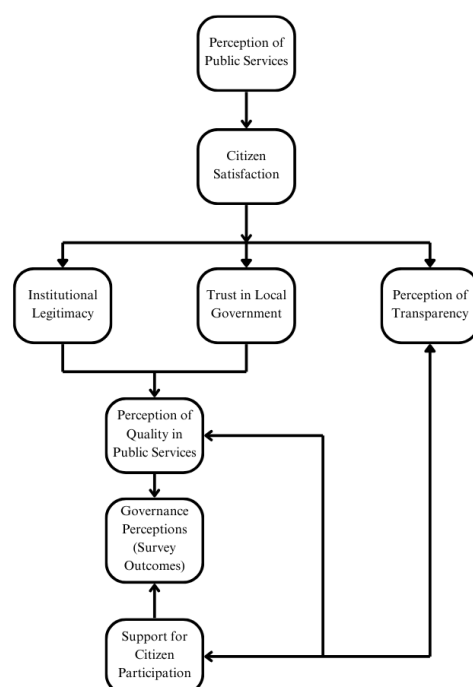 Perception of
Public Services
Citizen
Satisfaction
Institutional
Legitimacy
Trust in Local
Government
Perception of
Transparency
Perception of
Quality in
Public Services
Governance
Perceptions
(Survey
Outcomes)
Support for
Citizen
Participation